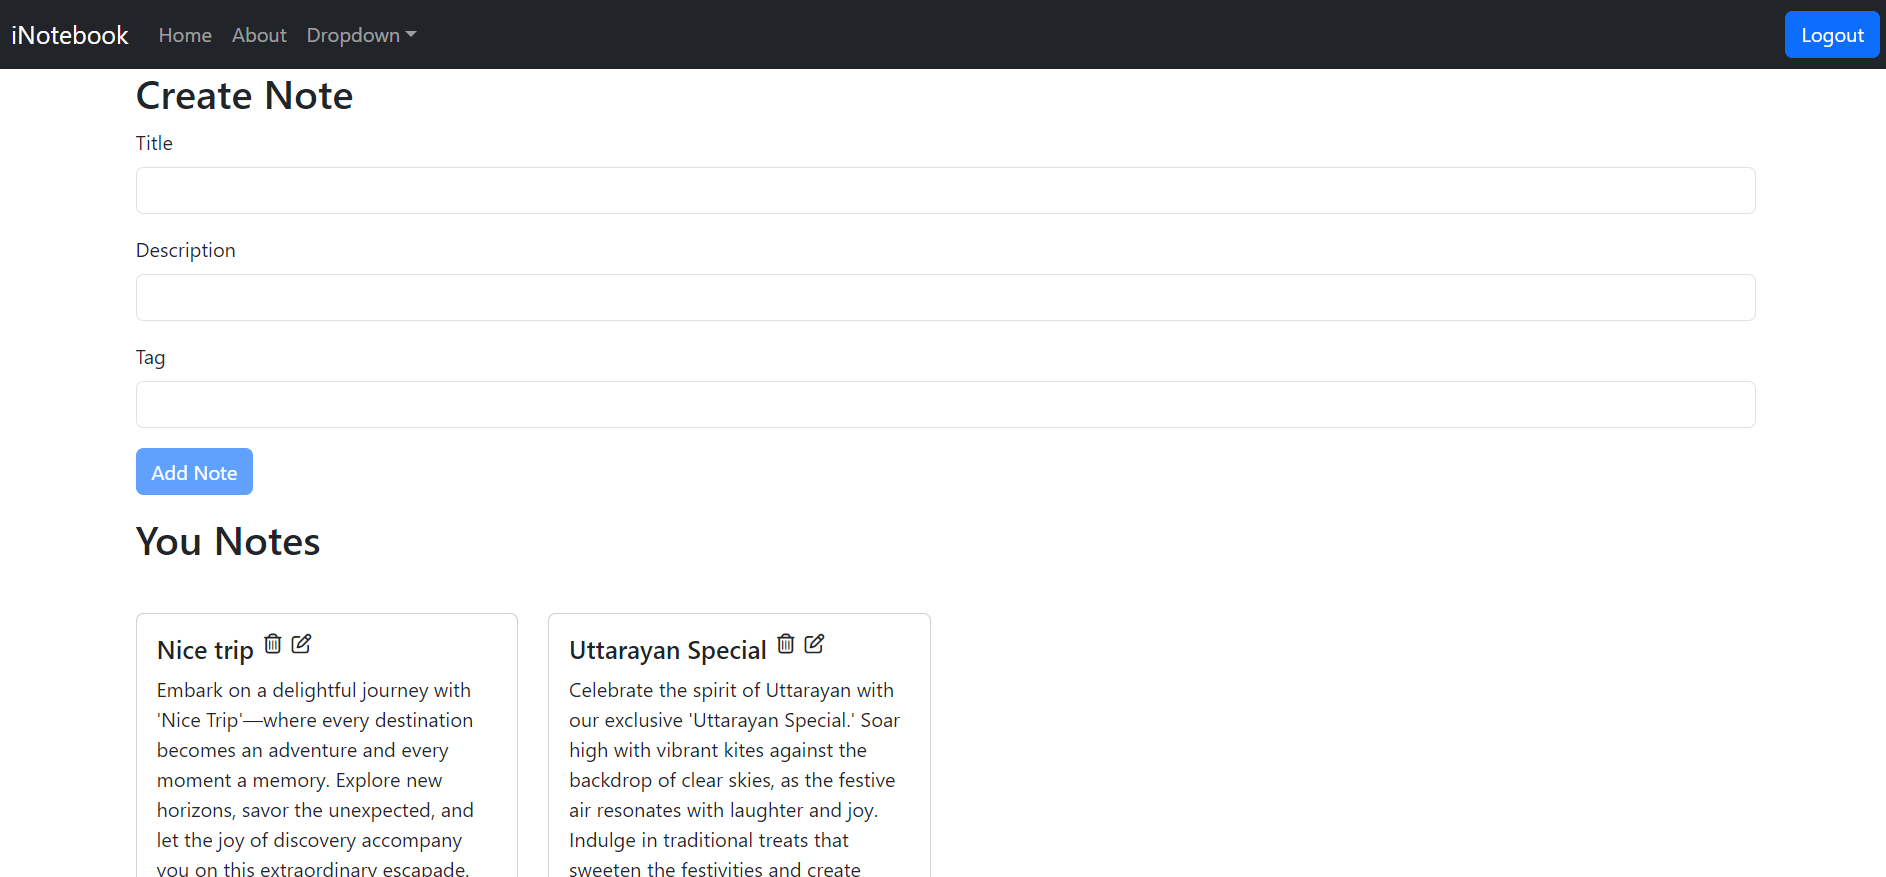 iNotebook Home About Dropdown Logout
Create Note
Title
Description
Tag
Add Note
You Notes
Nice trip
Embark on a delightful journey with
'Nice Trip'—where every destination
becomes an adventure and every
moment a memory. Explore new
horizons, savor the unexpected, and
let the joy of discovery accompany
you on this extraordinary escapade.
Uttarayan Special
Celebrate the spirit of Uttarayan with
our exclusive 'Uttarayan Special.' Soar
high with vibrant kites against the
backdrop of clear skies, as the festive
air resonates with laughter and joy.
Indulge in traditional treats that
sweeten the festivities and create